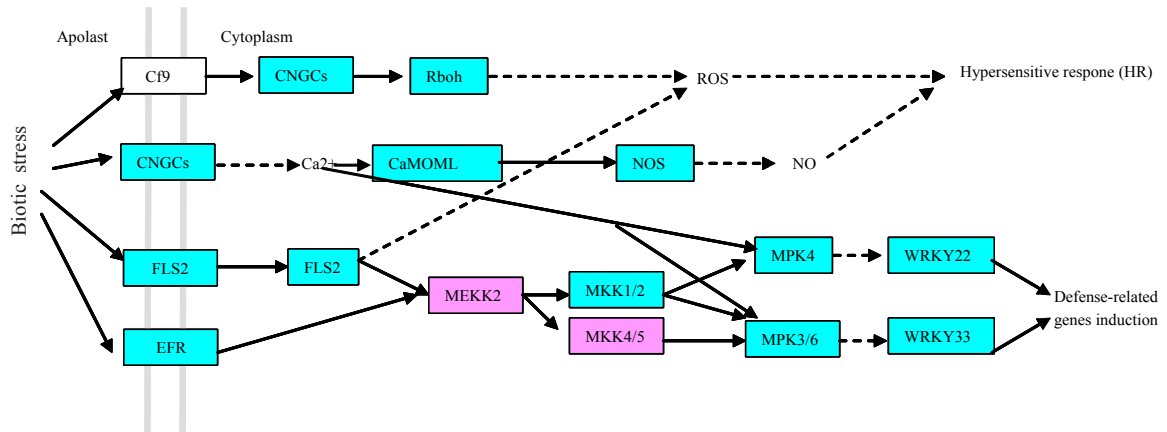 Apolast
Cytoplasm
Cf9
CNGCs
Rboh
ROS
Hypersensitive respone (HR)
Biotic stress
CNGCs
Ca2+
CaMOML
NOS
NO
FLS2
FLS2
MPK4
WRKY22
MEKK2
MKK1/2
Defense-related
genes induction
EFR
MKK4/5
MPK3/6
WRKY33